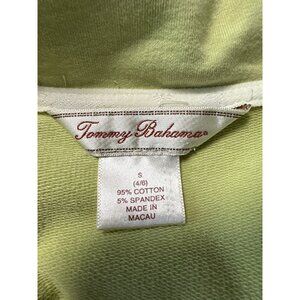 Tommy Bahama®
S
(4/6)
95% COTTON
5% SPANDEX
MADE IN
MACAU